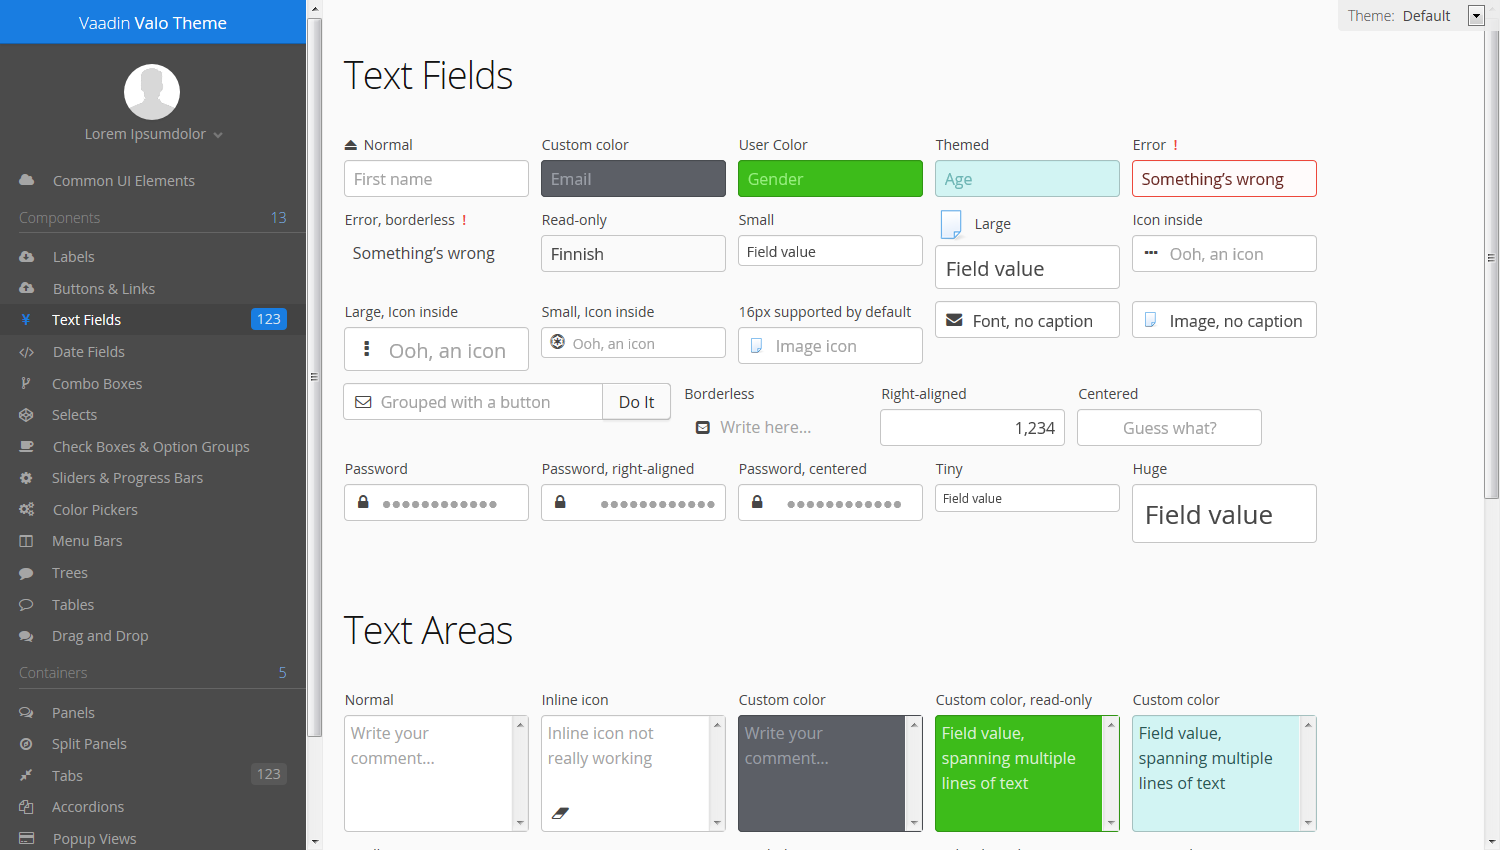 Vaadin Valo Theme
Lorem Ipsumdolor
Common UI Elements
Components 13
Labels
Buttons & Links
Text Fields 123
Date Fields
Combo Boxes
Selects
Check Boxes & Option Groups
Sliders & Progress Bars
Color Pickers
Menu Bars
Trees
Tables
Drag and Drop
Containers 5
Panels
Split Panels
Tabs 123
Accordions
Popup Views
Theme: Default
Text Fields
Normal Custom color User Color Themed Error !
First name Email Gender Age Something's wrong
Error, borderless ! Read-only Small Large Icon inside
Something's wrong Finnish Field value Field value Ooh, an icon
Large, Icon inside Small, Icon inside 16px supported by default
Ooh, an icon Ooh, an icon Image icon Font, no caption Image, no caption
Borderless Right-aligned Centered
Grouped with a button Do It Write here... 1,234 Guess what?
Password Password, right-aligned Password, centered Tiny Huge
Field value Field value
Text Areas
Normal Inline icon Custom color Custom color, read-only Custom color
Write your Inline icon not Write your Field value, Field value,
comment... really working comment... spanning multiple spanning multiple
lines of text lines of text